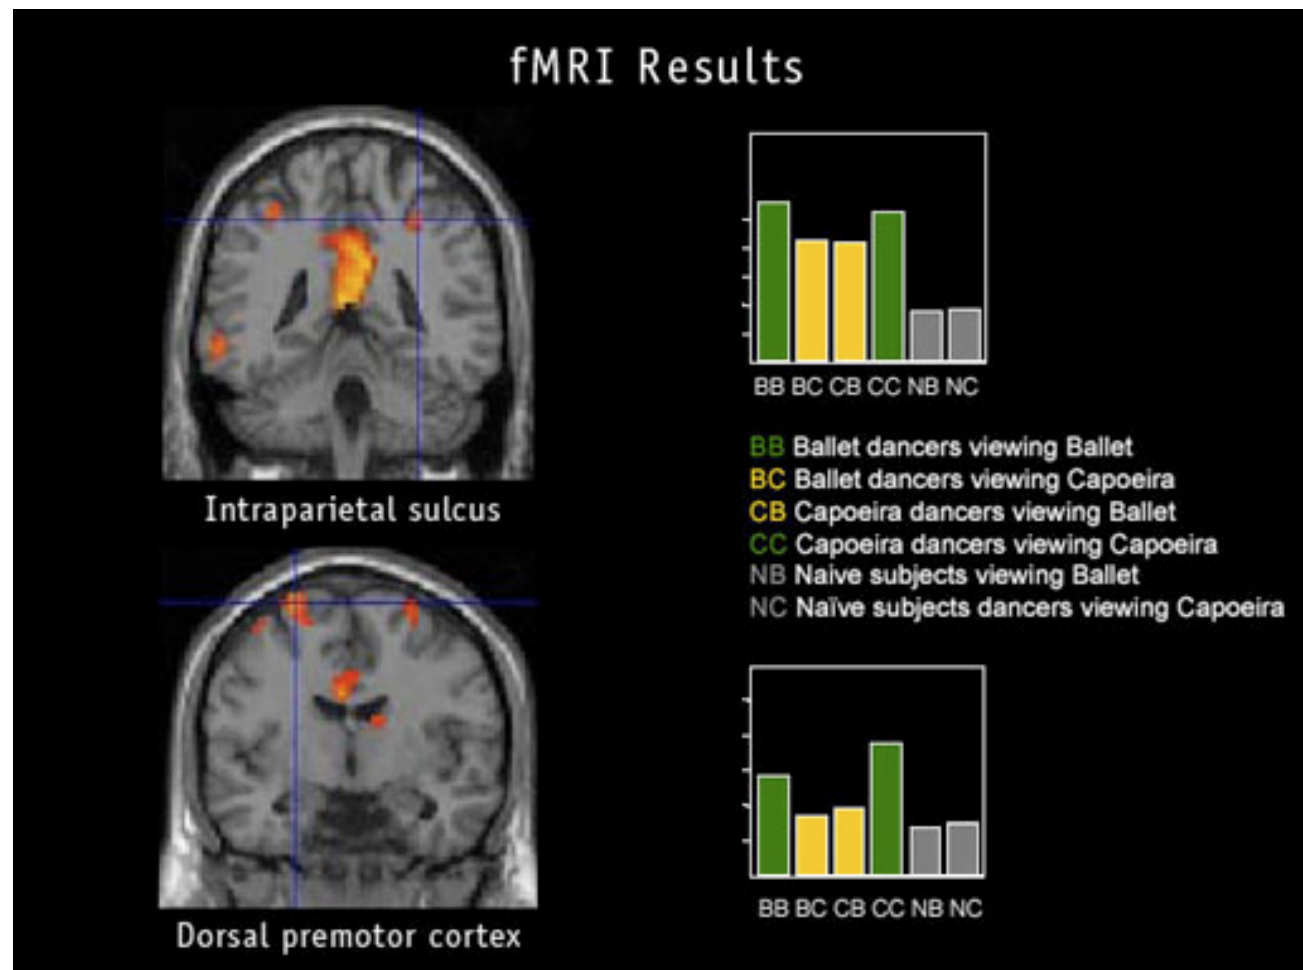 fMRI Results
Intraparietal sulcus
BB BC CB CC NB NC
BB Ballet dancers viewing Ballet
BC Ballet dancers viewing Capoeira
CB Capoeira dancers viewing Ballet
CC Capoeira dancers viewing Capoeira
NB Naive subjects viewing Ballet
NC Naïve subjects dancers viewing Capoeira
Dorsal premotor cortex
BB BC CB CC NB NC